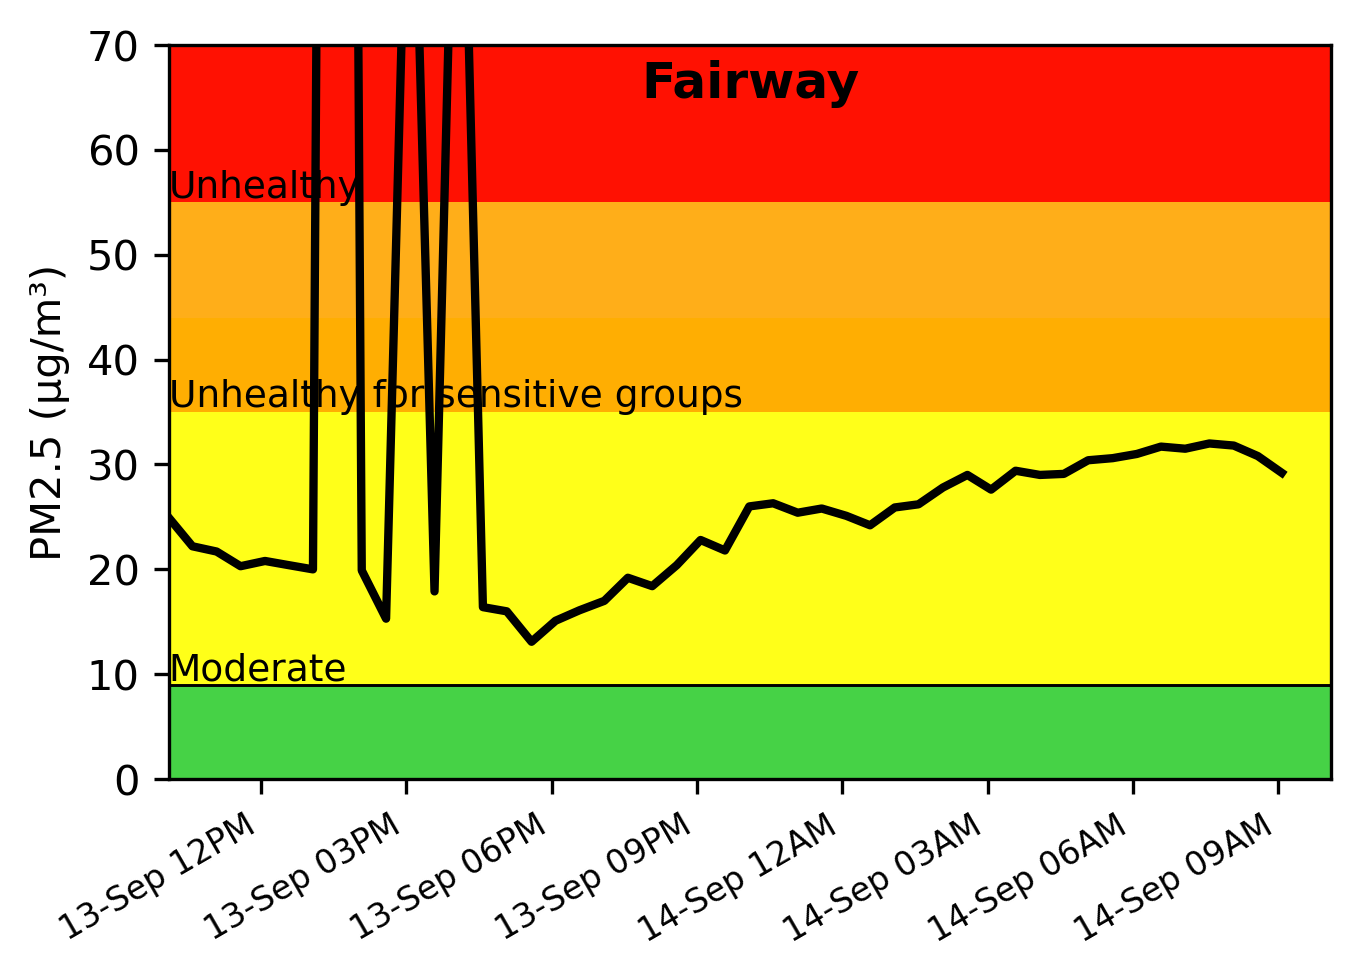 Fairway
PM2.5 (µg/m³)
70
60
50
40
30
20
10
0
Unhealthy
Unhealthy for sensitive groups
Moderate
13-Sep 12PM
13-Sep 03PM
13-Sep 06PM
13-Sep 09PM
14-Sep 12AM
14-Sep 03AM
14-Sep 06AM
14-Sep 09AM